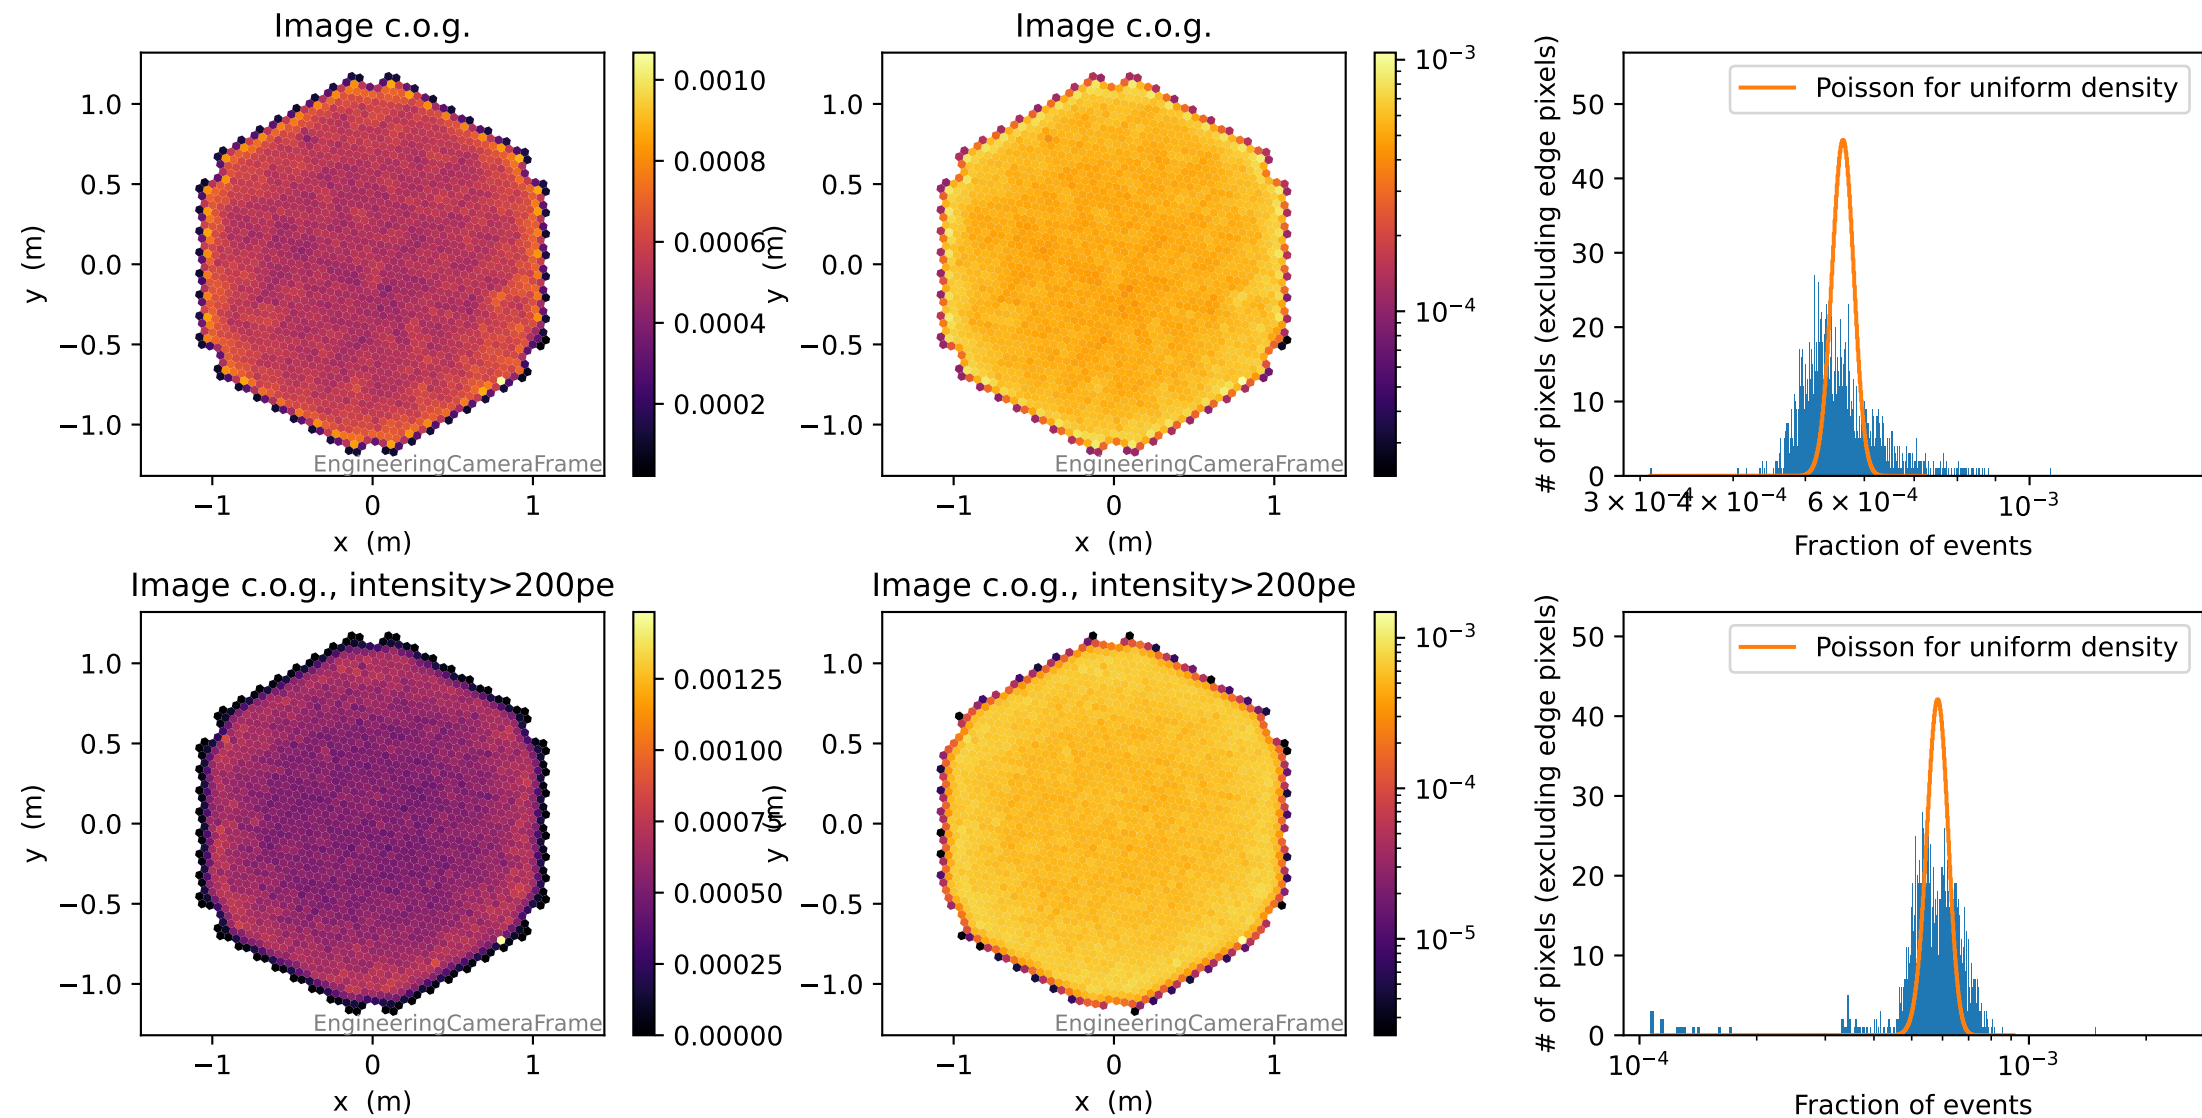 Image c.o.g.
1.0
0.5
0.0
−0.5
−1.0
y (m)
−1
0
1
x (m)
EngineeringCameraFrame
0.0010
0.0008
0.0006
0.0004
0.0002
Image c.o.g.
1.0
0.5
0.0
−0.5
−1.0
y (m)
−1
0
1
x (m)
EngineeringCameraFrame
10⁻³
10⁻⁴
# of pixels (excluding edge pixels)
50
40
30
20
10
0
Poisson for uniform density
3 × 10⁻⁴
4 × 10⁻⁴
6 × 10⁻⁴
10⁻³
Fraction of events
Image c.o.g., intensity>200pe
1.0
0.5
0.0
−0.5
−1.0
y (m)
−1
0
1
x (m)
EngineeringCameraFrame
0.00125
0.00100
0.00075
0.00050
0.00025
0.00000
Image c.o.g., intensity>200pe
1.0
0.5
0.0
−0.5
−1.0
y (m)
−1
0
1
x (m)
EngineeringCameraFrame
10⁻³
10⁻⁴
10⁻⁵
# of pixels (excluding edge pixels)
50
40
30
20
10
0
Poisson for uniform density
10⁻⁴
10⁻³
Fraction of events